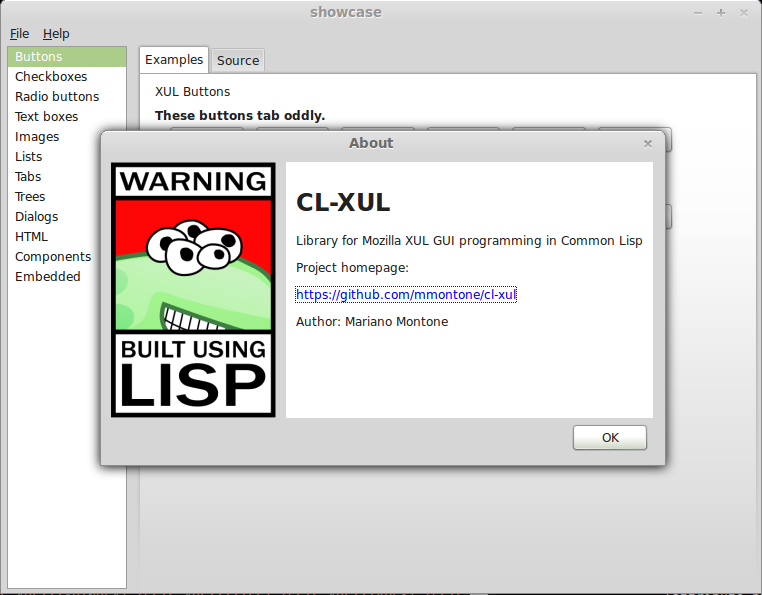 showcase
File Help
Buttons
Checkboxes
Radio buttons
Text boxes
Images
Lists
Tabs
Trees
Dialogs
HTML
Components
Embedded
Examples Source
XUL Buttons
These buttons tab oddly.
About
WARNING
BUILT USING
LISP
CL-XUL
Library for Mozilla XUL GUI programming in Common Lisp
Project homepage:
https://github.com/mmontone/cl-xul
Author: Mariano Montone
OK